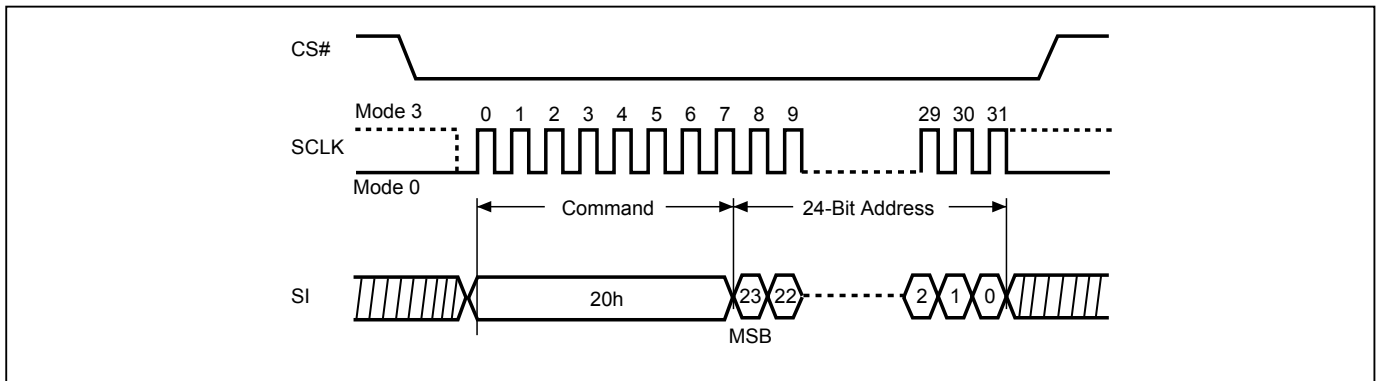 CS#
Mode 3
0 1 2 3 4 5 6 7 8 9 29 30 31
SCLK
Mode 0
Command 24-Bit Address
SI 20h 23 22 2 1 0
MSB